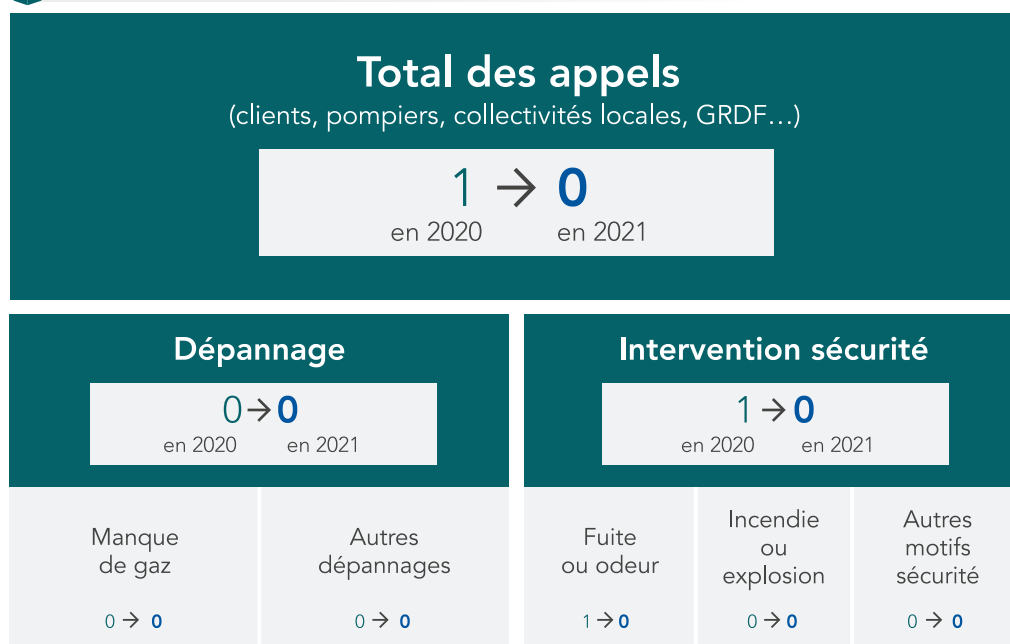 Total des appels
(clients, pompiers, collectivités locales, GRDF…)
1 → 0
en 2020 en 2021
Dépannage
0 → 0
en 2020 en 2021
Manque
de gaz
0 → 0
Autres
dépannages
0 → 0
Intervention sécurité
1 → 0
en 2020 en 2021
Fuite
ou odeur
1 → 0
Incendie
ou
explosion
0 → 0
Autres
motifs
sécurité
0 → 0